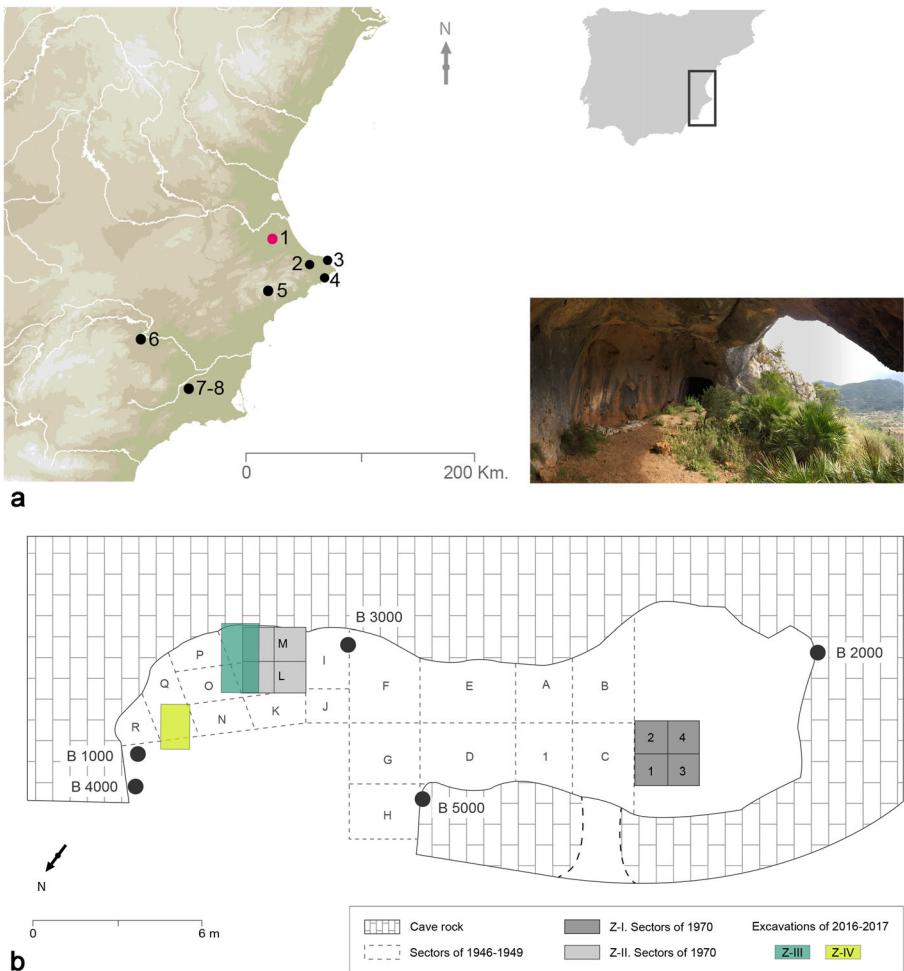 N
1
2
3
4
5
6
7-8
0
200 Km.
a
B 3000
M
P
I
B 2000
L
Q
O
F
E
A
B
R
N
K
J
2
4
B 1000
G
D
1
C
1
3
B 4000
H
B 5000
N
0
6 m
Cave rock
Z-I. Sectors of 1970
Excavations of 2016-2017
Sectors of 1946-1949
Z-II. Sectors of 1970
Z-III
Z-IV
b